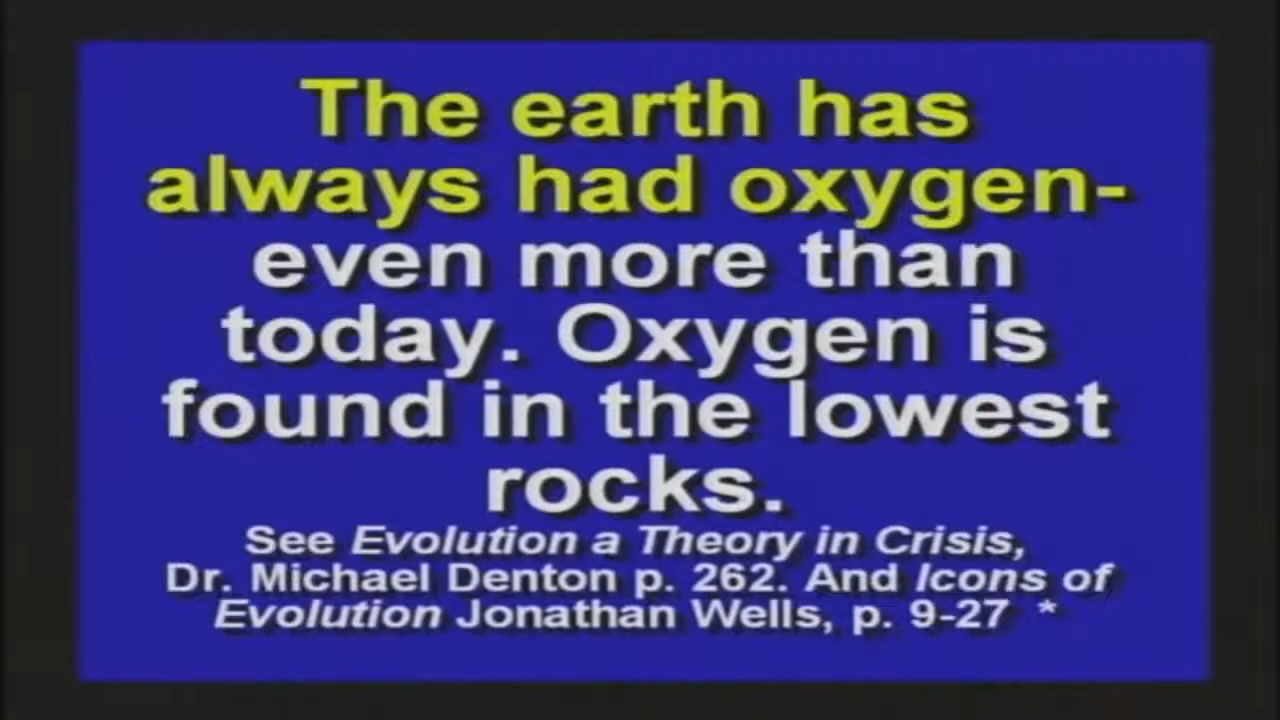 The earth has
always had oxygen-
even more than
today. Oxygen is
found in the lowest
rocks.
See Evolution a Theory in Crisis,
Dr. Michael Denton p. 262. And Icons of
Evolution Jonathan Wells, p. 9-27 *